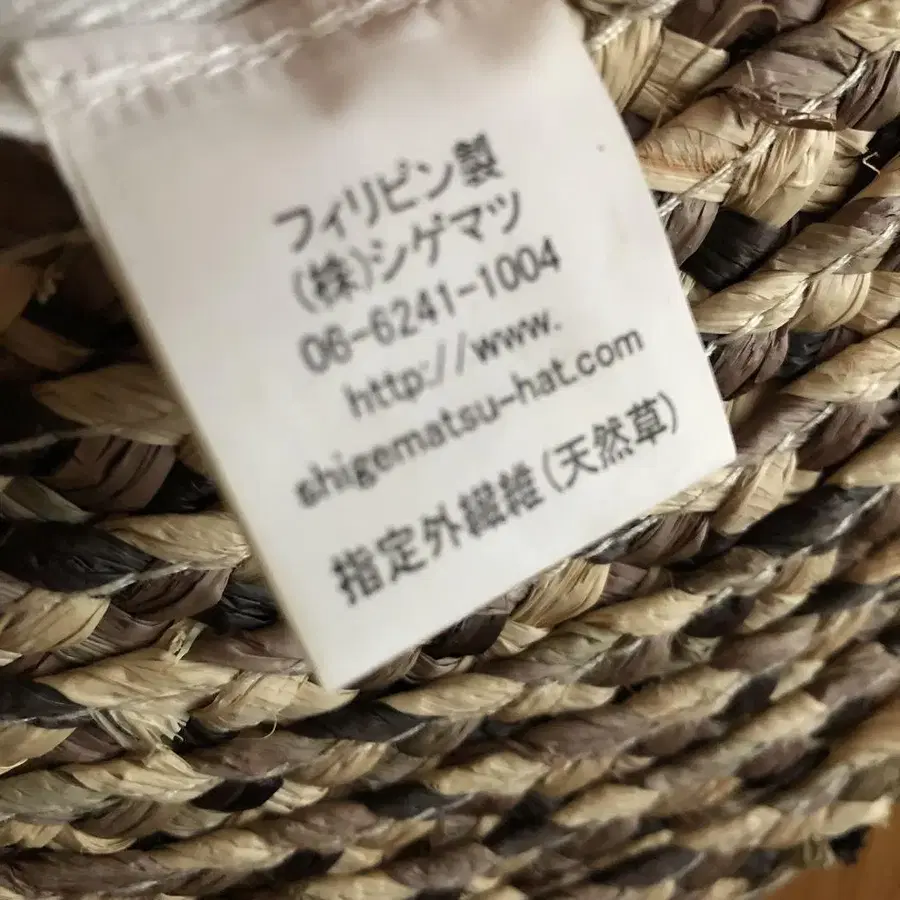 フィリピン製
(株)シゲマツ
06-6241-1004
http://www.
shigematsu-hat.com
指定外繊維(天然草)